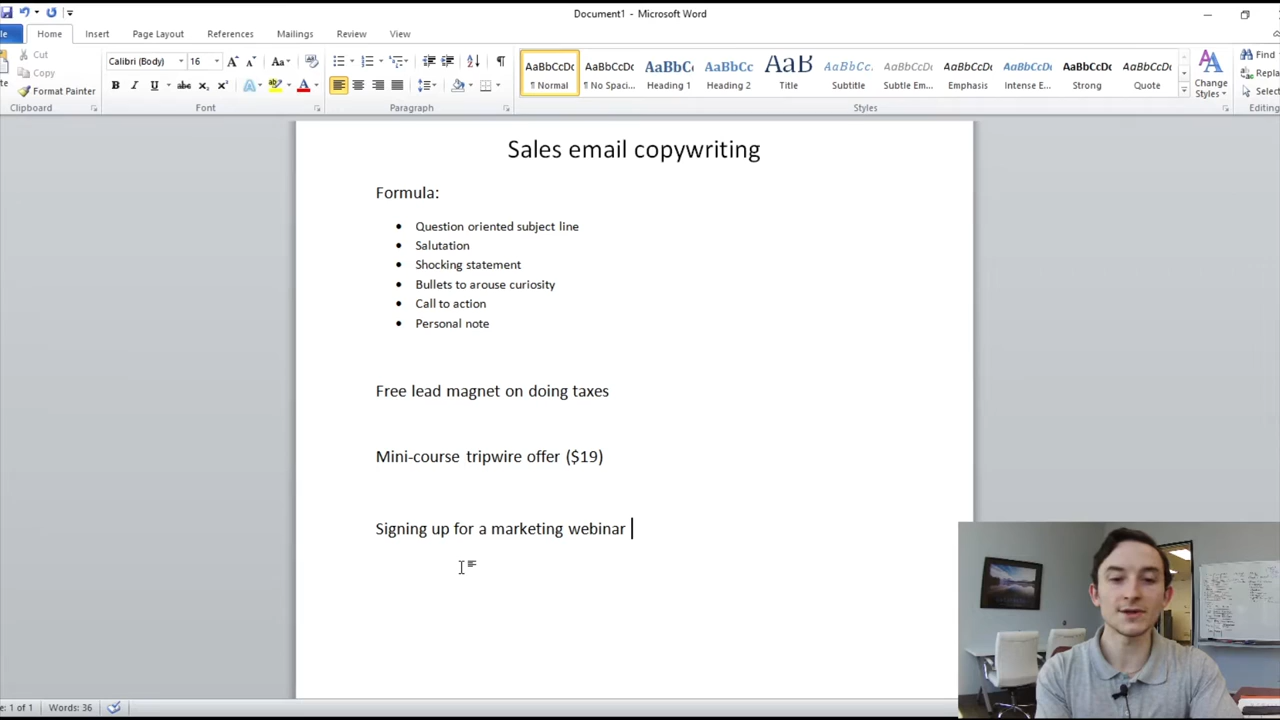 Document1 - Microsoft Word
Home Insert Page Layout References Mailings Review View
Cut
Copy
Format Painter
Clipboard
Calibri (Body) 16
Font
Paragraph
AaBbCcDc AaBbCcDc AaBbC AaBbCc AaB AaBbCc. AaBbCcDc AaBbCcDc AaBbCcDc AaBbCcDc AaBbCcDc
¶ Normal ¶ No Spaci... Heading 1 Heading 2 Title Subtitle Subtle Em... Emphasis Intense E... Strong Quote
Styles
Change
Styles
Find
Editing
Sales email copywriting
Formula:
• Question oriented subject line
• Salutation
• Shocking statement
• Bullets to arouse curiosity
• Call to action
• Personal note
Free lead magnet on doing taxes
Mini-course tripwire offer ($19)
Signing up for a marketing webinar
1 of 1 Words: 36